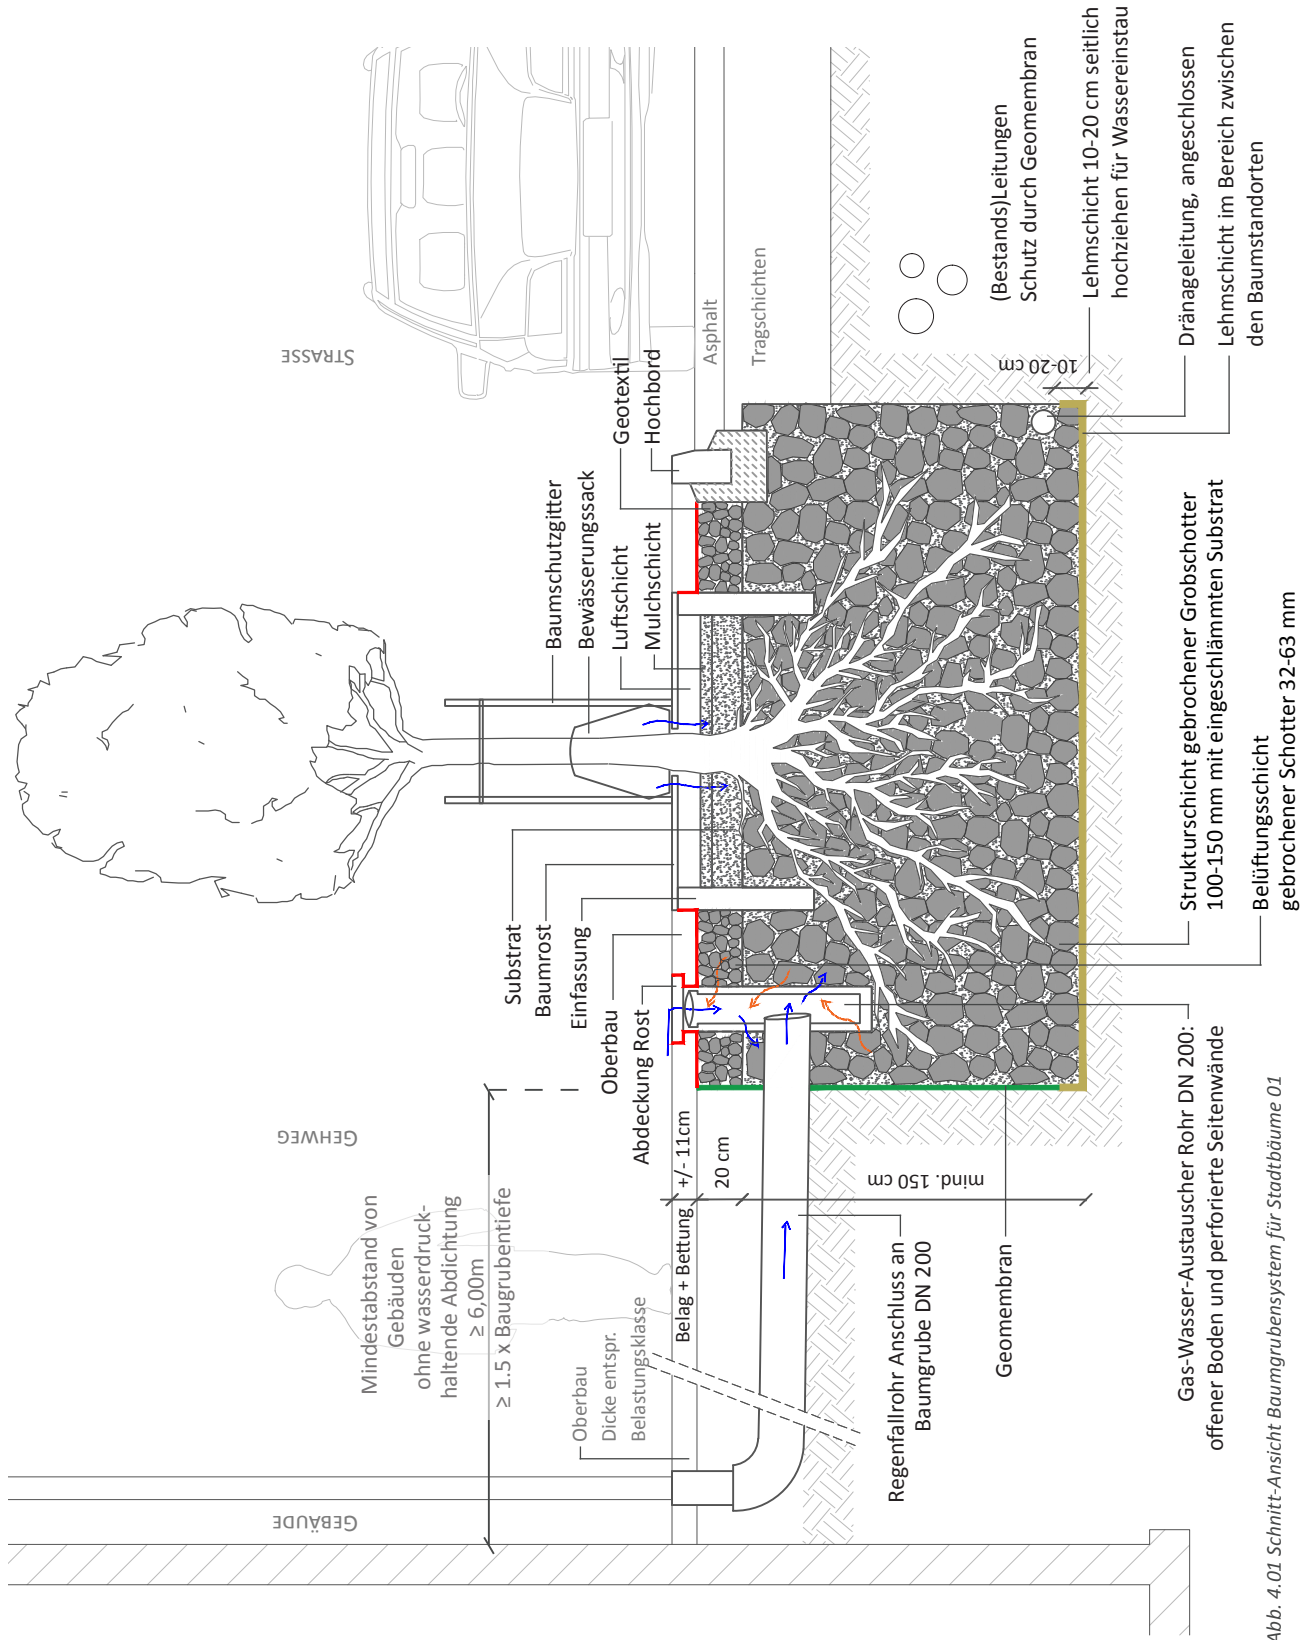 GEBÄUDE
GEHWEG
STRASSE
Mindestabstand von
Gebäuden
ohne wasserdruck-
haltende Abdichtung
≥ 6,00m
≥ 1.5 x Baugrubentiefe
Oberbau
Dicke entspr.
Belastungsklasse
Belag + Bettung
+/- 11cm
20 cm
mind. 150 cm
Substrat
Baumrost
Einfassung
Oberbau
Abdeckung Rost
Baumschutzgitter
Bewässerungssack
Luftschicht
Mulchschicht
Geotextil
Hochbord
Asphalt
Tragschichten
(Bestands)Leitungen
Schutz durch Geomembran
10-20 cm
Lehmschicht 10-20 cm seitlich
hochziehen für Wassereinstau
Dränageleitung, angeschlossen
Lehmschicht im Bereich zwischen
den Baumstandorten
Regenfallrohr Anschluss an
Baumgrube DN 200
Geomembran
Gas-Wasser-Austauscher Rohr DN 200:
offener Boden und perforierte Seitenwände
Strukturschicht gebrochener Grobschotter
100-150 mm mit eingeschlämmten Substrat
Belüftungsschicht
gebrochener Schotter 32-63 mm
Abb. 4.01 Schnitt-Ansicht Baumgrubensystem für Stadtbäume 01